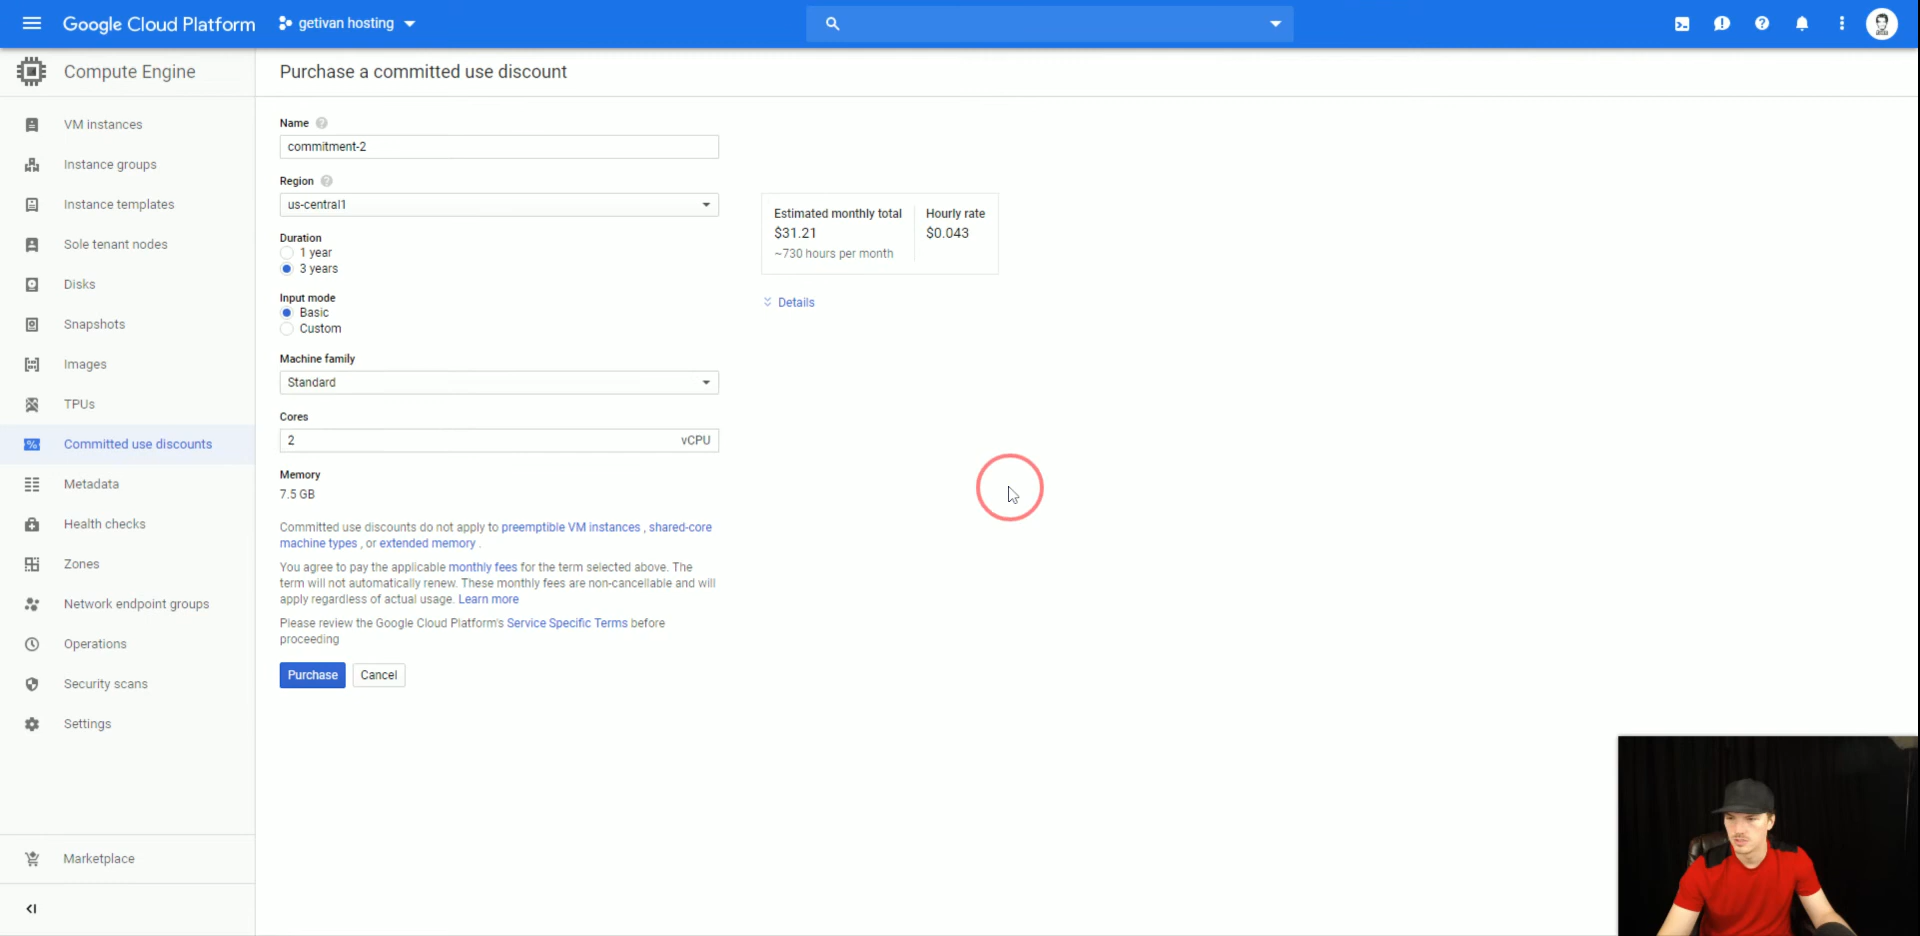 Google Cloud Platform
getivan hosting
Compute Engine
Purchase a committed use discount
VM instances
Instance groups
Instance templates
Sole tenant nodes
Disks
Snapshots
Images
TPUs
Committed use discounts
Metadata
Health checks
Zones
Network endpoint groups
Operations
Security scans
Settings
Marketplace
Name
commitment-2
Region
us-central1
Duration
1 year
3 years
Input mode
Basic
Custom
Machine family
Standard
Cores
2 vCPU
Memory
7.5 GB
Committed use discounts do not apply to preemptible VM instances , shared-core
machine types , or extended memory .
You agree to pay the applicable monthly fees for the term selected above. The
term will not automatically renew. These monthly fees are non-cancellable and will
apply regardless of actual usage. Learn more
Please review the Google Cloud Platform's Service Specific Terms before
proceeding
Purchase Cancel
Estimated monthly total Hourly rate
$31.21 $0.043
~730 hours per month
Details